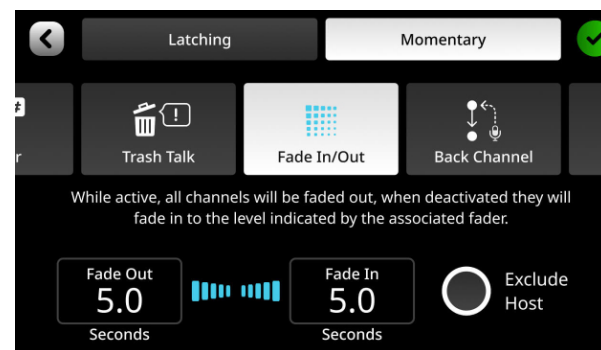 Latching
Momentary
#
r
!
Trash Talk
Fade In/Out
Back Channel
While active, all channels will be faded out, when deactivated they will
fade in to the level indicated by the associated fader.
Fade Out
5.0
Seconds
Fade In
5.0
Seconds
Exclude
Host